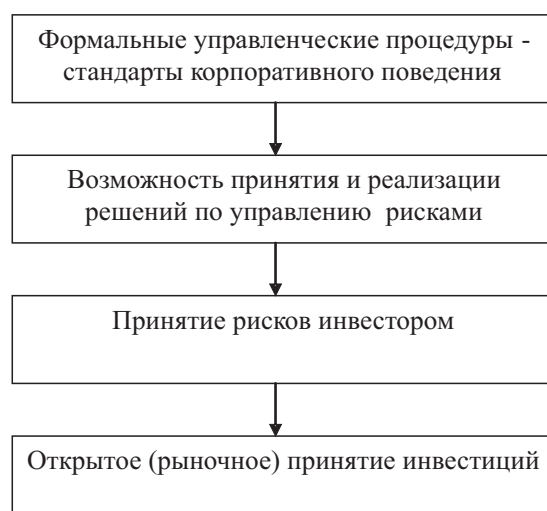 Формальные управленческие процедуры -
стандарты корпоративного поведения
Возможность принятия и реализации
решений по управлению рисками
Принятие рисков инвестором
Открытое (рыночное) принятие инвестиций